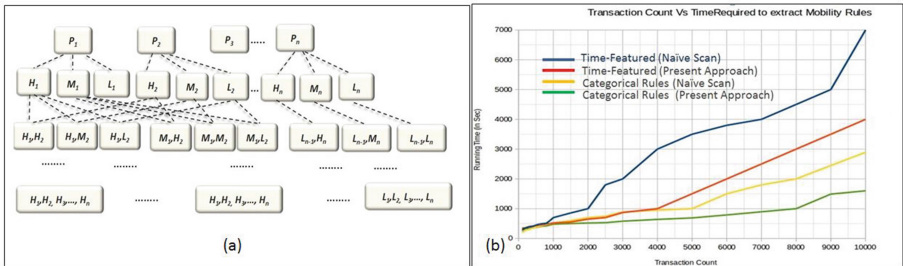 P1 P2 P3 ..... Pn
H1 M1 L1 H2 M2 L2 ... Hn Mn Ln
H1,H2 H1,M2 H1,L2 M1,H2 M1,M2 M1,L2 Ln-1,Hn Ln-1,Mn Ln-1,Ln
........ ........ ........ .....
H1,H2, H3,..., Hn ........ H1,H2, H3,..., Hn ........ L1,L2, L3,..., Ln
(a)
Transaction Count Vs TimeRequired to extract Mobility Rules
Time-Featured (Naïve Scan)
Time-Featured (Present Approach)
Categorical Rules (Naïve Scan)
Categorical Rules (Present Approach)
Running Time (In Sec)
7000
6000
5000
4000
3000
2000
1000
0
0 1000 2000 3000 4000 5000 6000 7000 8000 9000 10000
Transaction Count
(b)